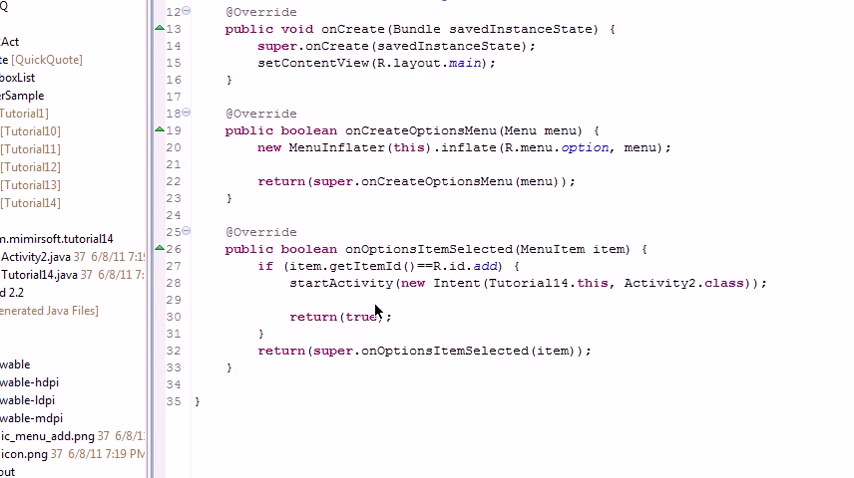 Q
Act
te [QuickQuote]
boxList
erSample
Tutorial1]
[Tutorial10]
[Tutorial11]
[Tutorial12]
[Tutorial13]
[Tutorial14]
m.mimirsoft.tutorial14
Activity2.java 37 6/8/11 7:1
Tutorial14.java 37 6/8/11 7:
d 2.2
enerated Java Files]
wable
wable-hdpi
wable-ldpi
wable-mdpi
ic_menu_add.png 37 6/8/1
icon.png 37 6/8/11 7:19 PM
out
12 @Override
13 public void onCreate(Bundle savedInstanceState) {
14 super.onCreate(savedInstanceState);
15 setContentView(R.layout.main);
16 }
17
18 @Override
19 public boolean onCreateOptionsMenu(Menu menu) {
20 new MenuInflater(this).inflate(R.menu.option, menu);
21
22 return(super.onCreateOptionsMenu(menu));
23 }
24
25 @Override
26 public boolean onOptionsItemSelected(MenuItem item) {
27 if (item.getItemId()==R.id.add) {
28 startActivity(new Intent(Tutorial14.this, Activity2.class));
29
30 return(true);
31 }
32 return(super.onOptionsItemSelected(item));
33 }
34
35 }